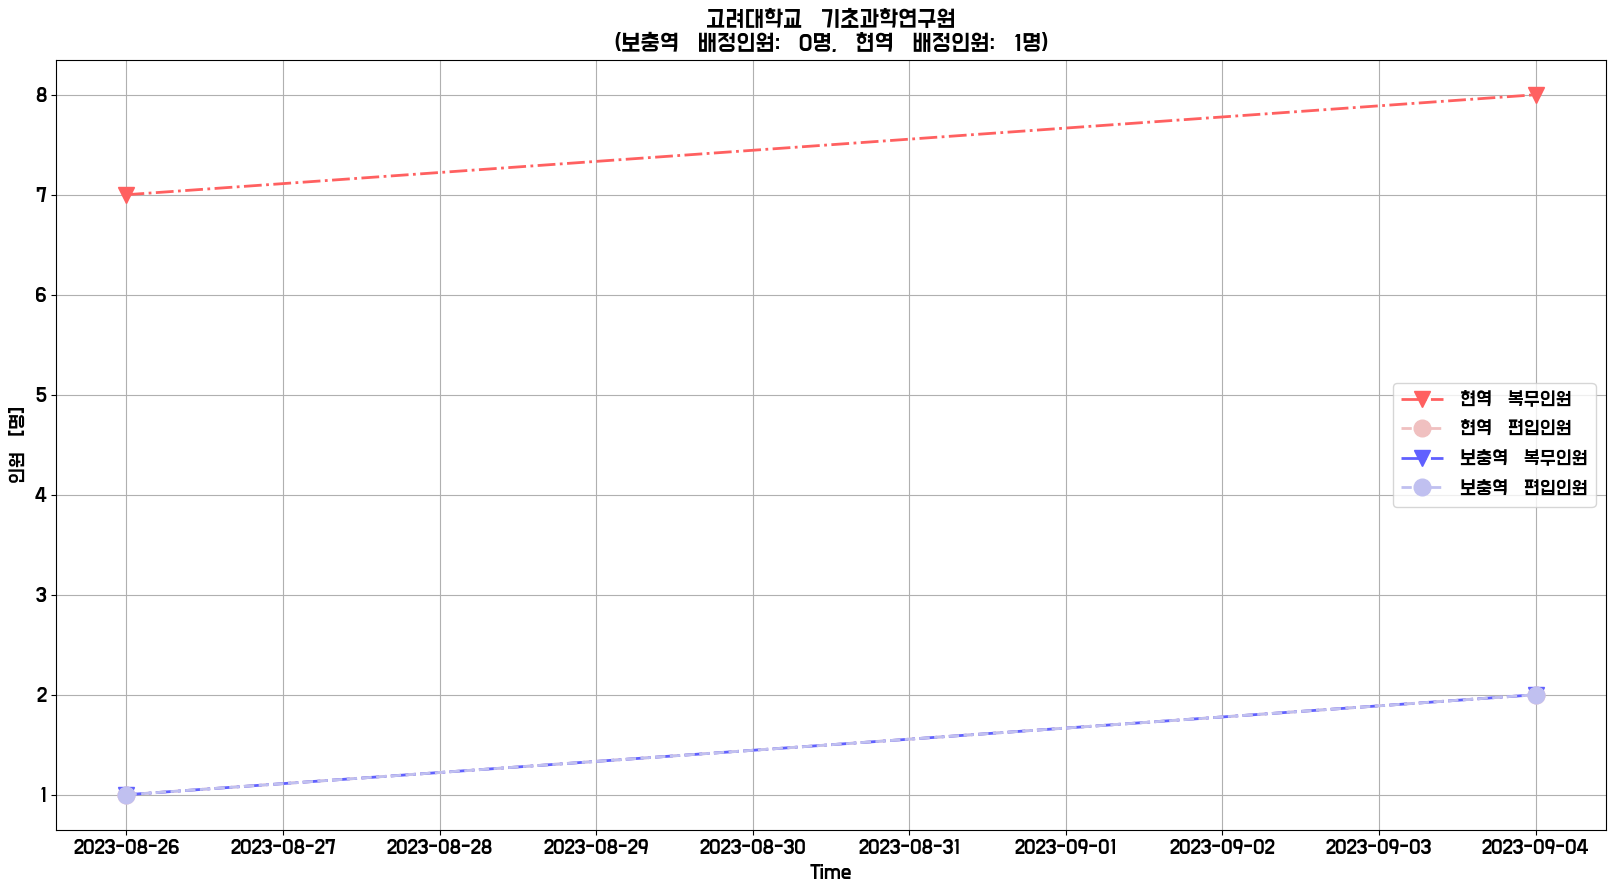 고려대학교 기초과학연구원
(보충역 배정인원: 0명, 현역 배정인원: 1명)
8
7
6
5
4
3
2
1
인원 [명]
현역 복무인원
현역 편입인원
보충역 복무인원
보충역 편입인원
2023-08-26 2023-08-27 2023-08-28 2023-08-29 2023-08-30 2023-08-31 2023-09-01 2023-09-02 2023-09-03 2023-09-04
Time